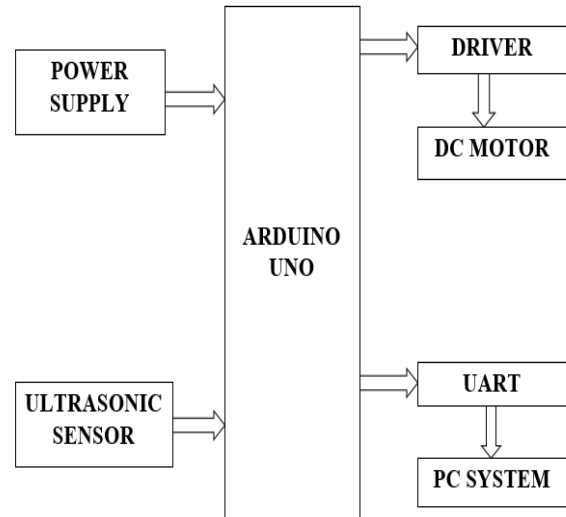 POWER
SUPPLY
ULTRASONIC
SENSOR
ARDUINO
UNO
DRIVER
DC MOTOR
UART
PC SYSTEM